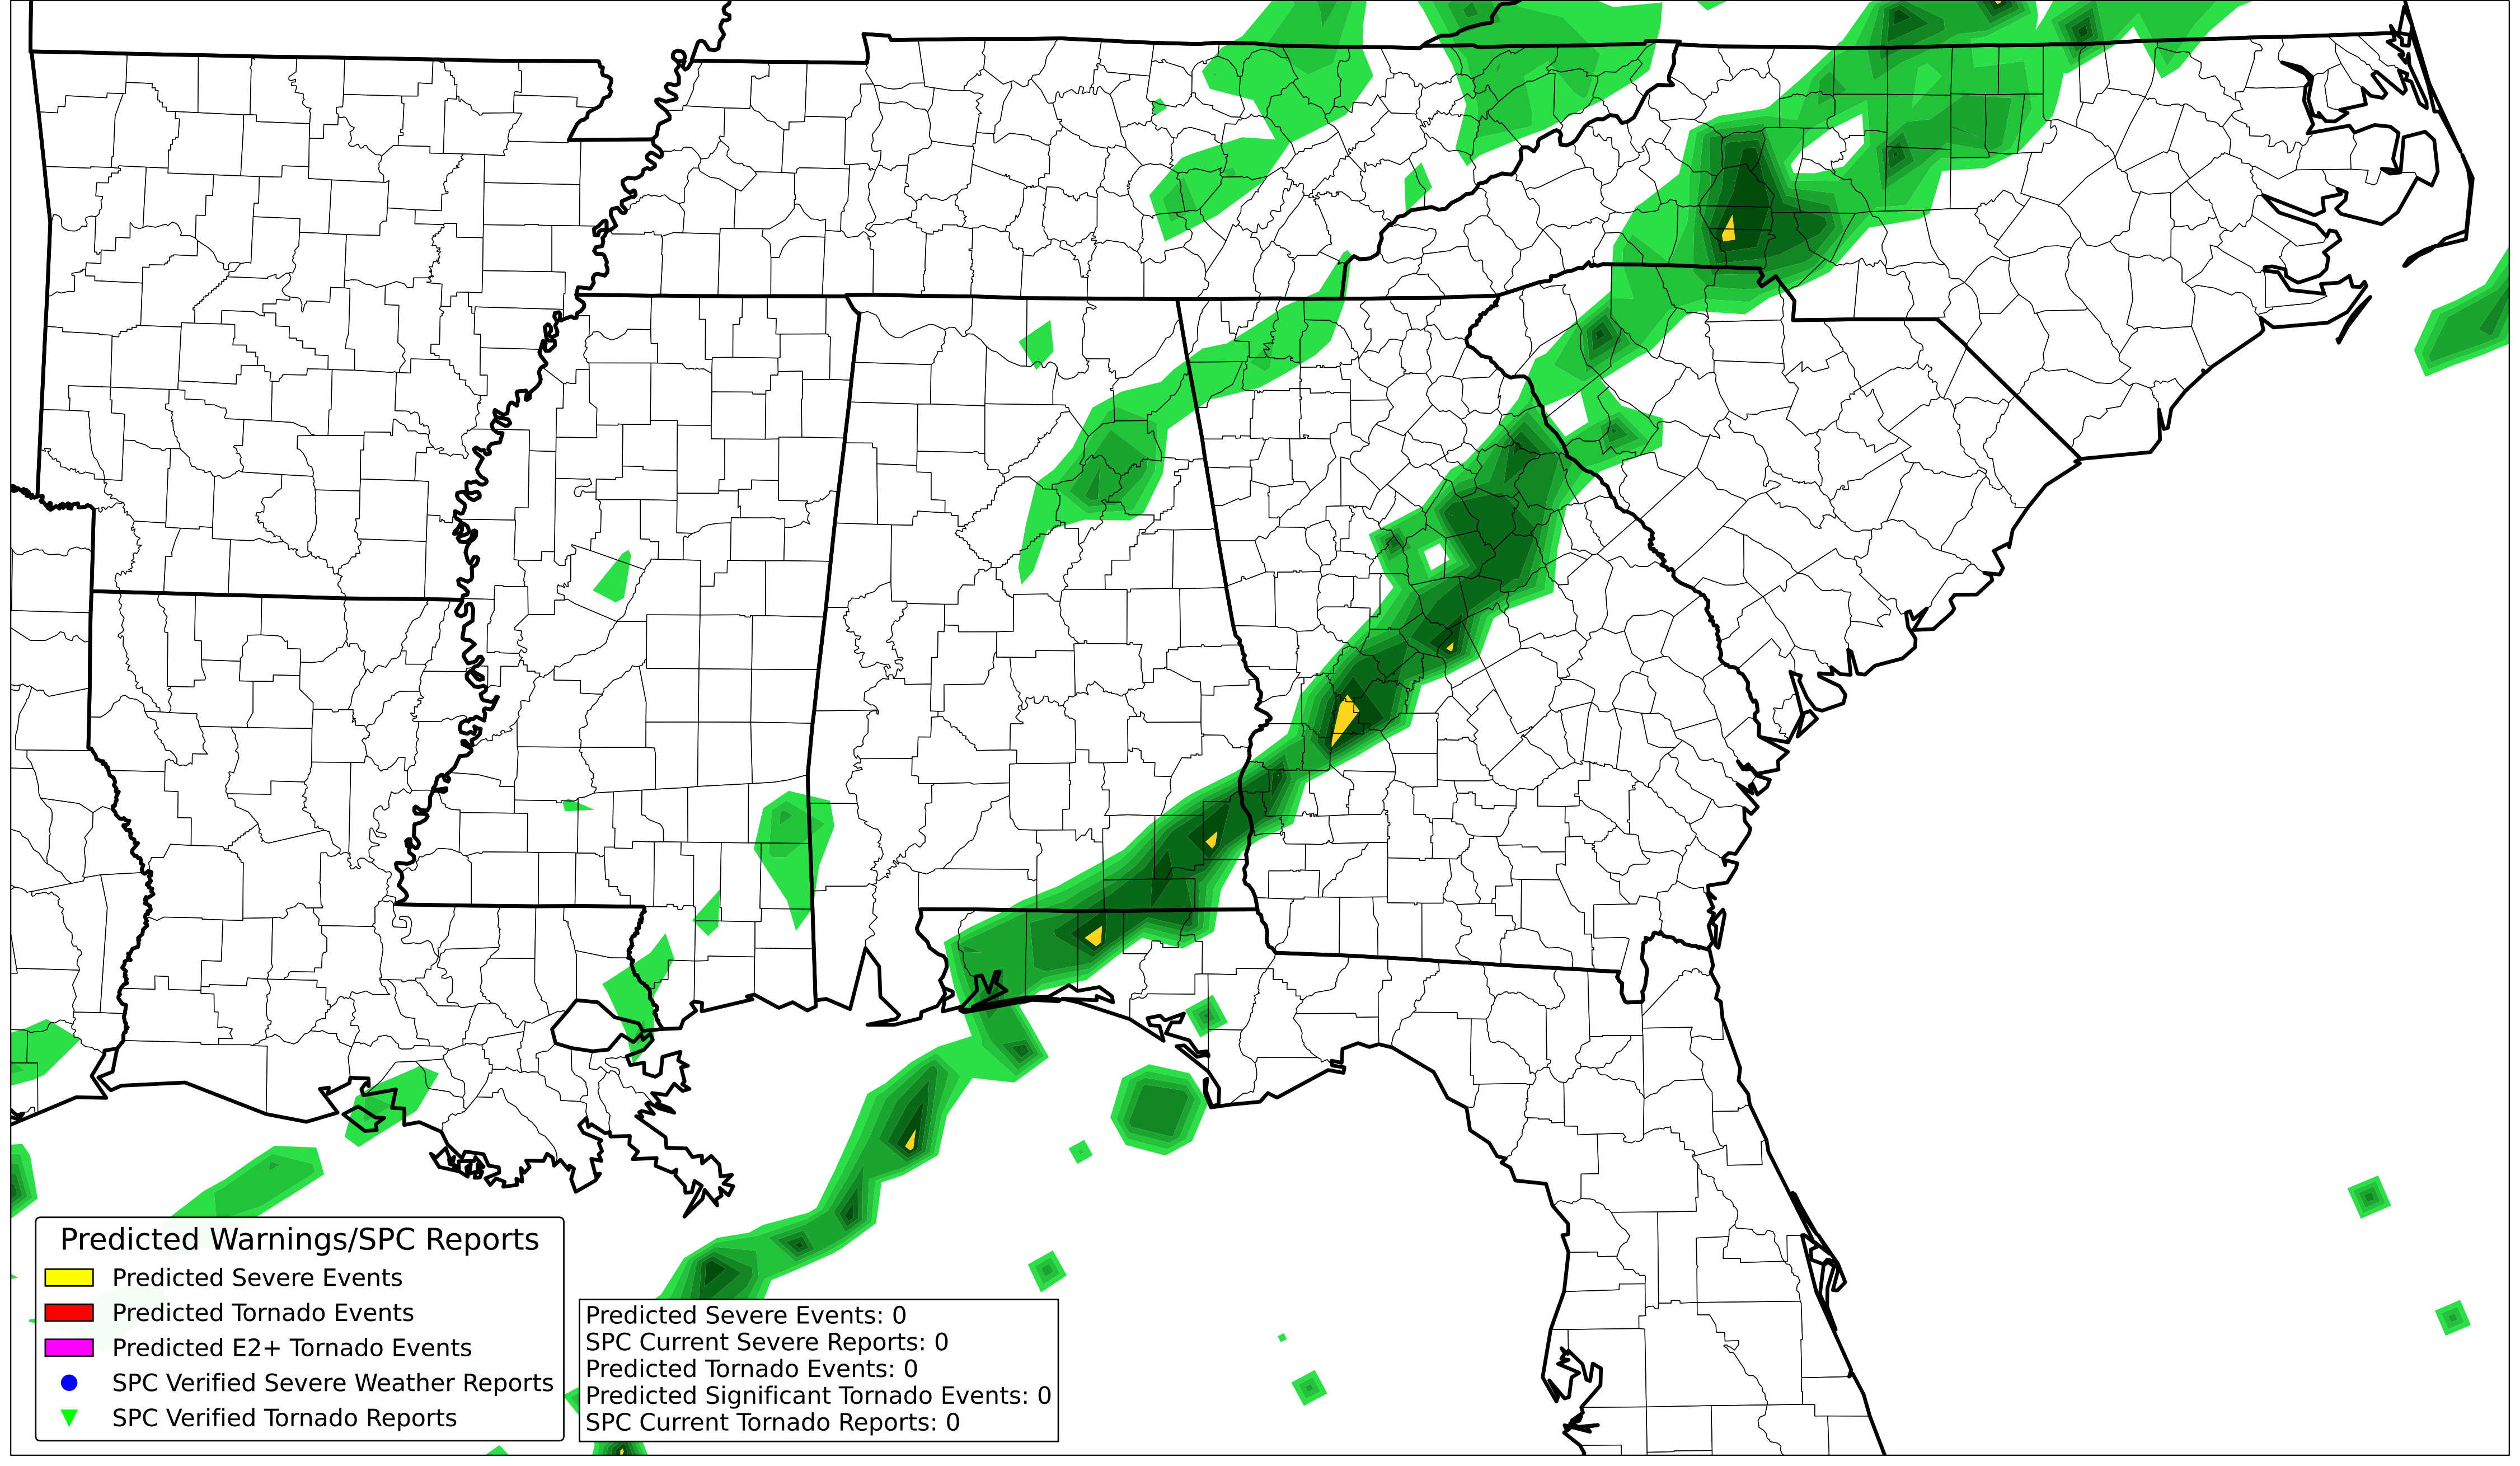 Predicted Warnings/SPC Reports
Predicted Severe Events
Predicted Tornado Events
Predicted E2+ Tornado Events
SPC Verified Severe Weather Reports
SPC Verified Tornado Reports
Predicted Severe Events: 0
SPC Current Severe Reports: 0
Predicted Tornado Events: 0
Predicted Significant Tornado Events: 0
SPC Current Tornado Reports: 0